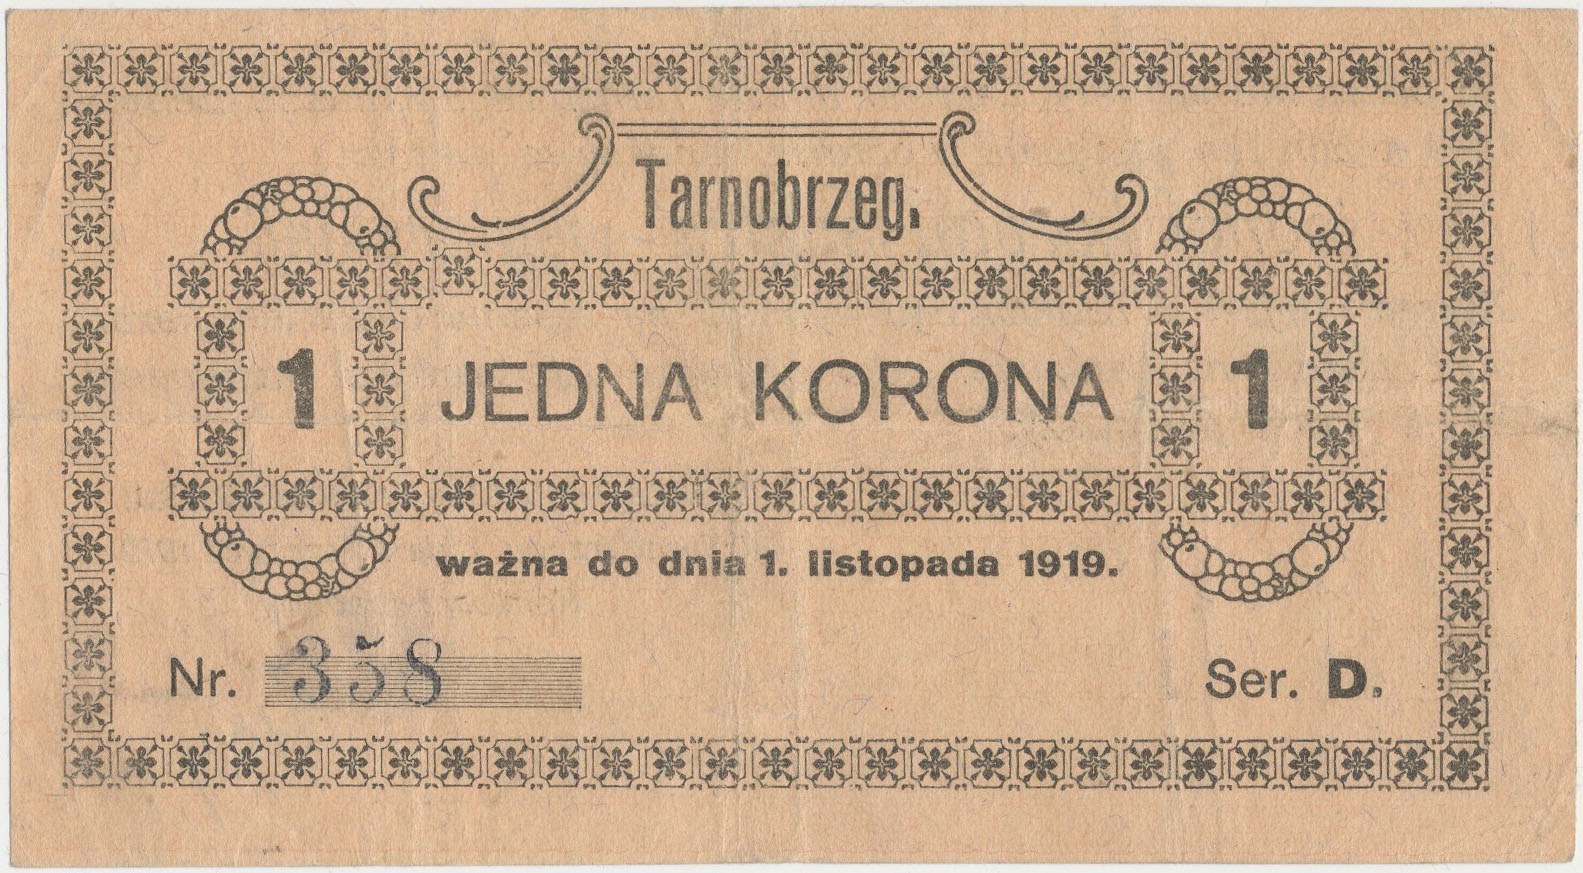 Tarnobrzeg.
1 JEDNA KORONA 1
ważna do dnia 1. listopada 1919.
Nr. 358 Ser. D.